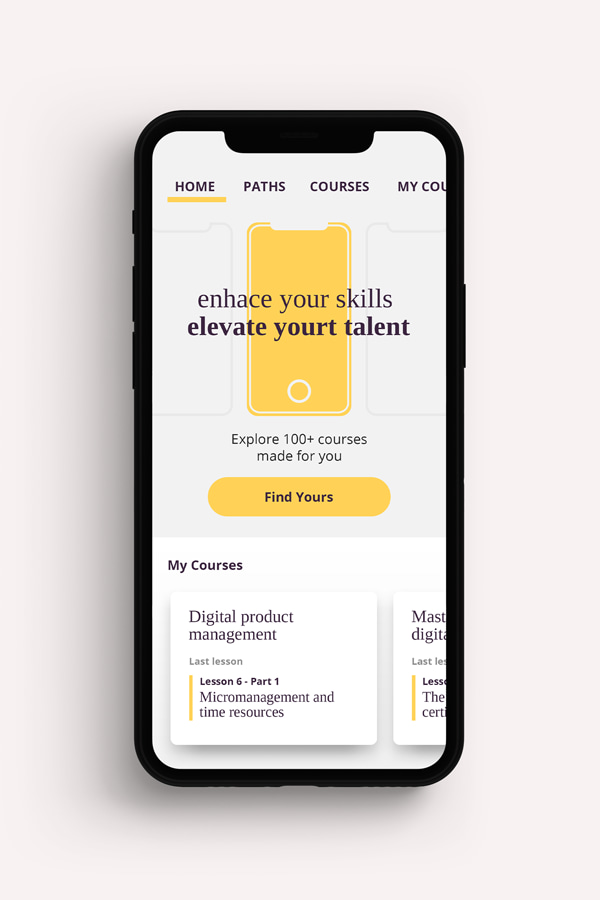 HOME PATHS COURSES MY COU
enhace your skills
elevate yourt talent
Explore 100+ courses
made for you
Find Yours
My Courses
Digital product
management
Last lesson
Lesson 6 - Part 1
Micromanagement and
time resources
Mast
digita
Last les
Lesso
The
certi